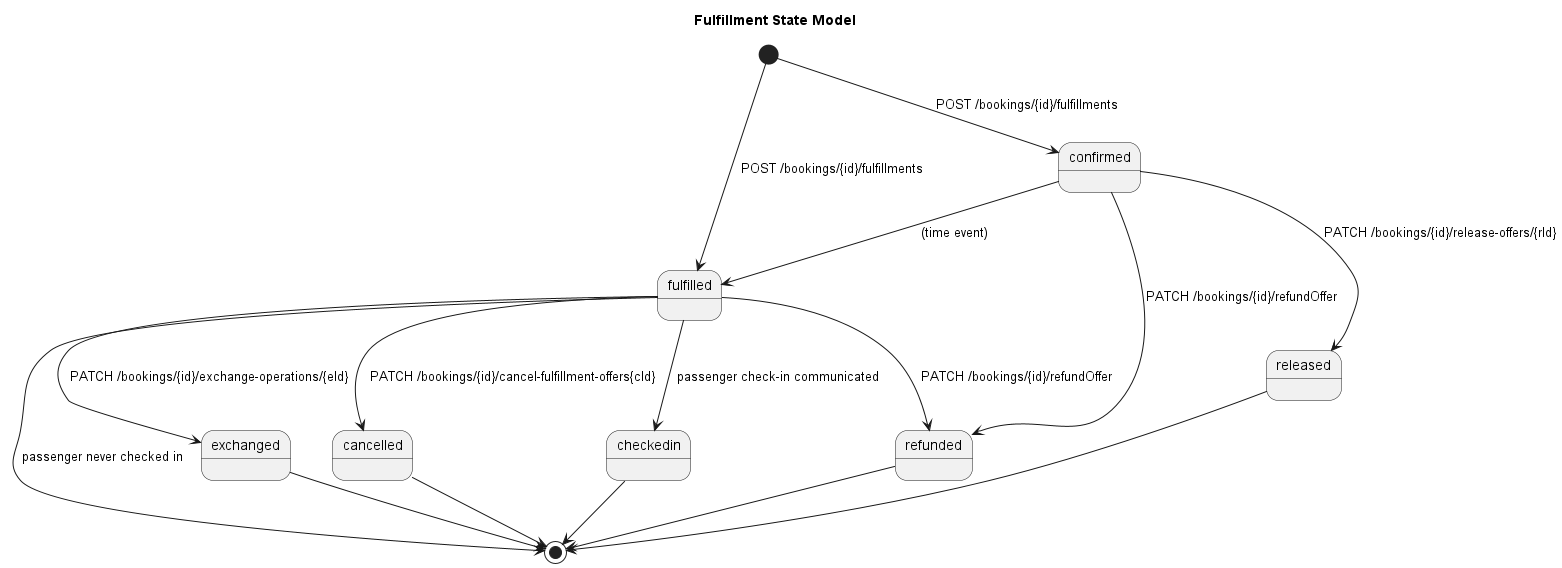 Fulfillment State Model
POST /bookings/{id}/fulfillments
confirmed
POST /bookings/{id}/fulfillments
(time event)
PATCH /bookings/{id}/release-offers/{rId}
fulfilled
PATCH /bookings/{id}/refundOffer
released
PATCH /bookings/{id}/exchange-operations/{eId}
PATCH /bookings/{id}/cancel-fulfillment-offers{cId}
passenger check-in communicated
PATCH /bookings/{id}/refundOffer
exchanged
cancelled
checkedin
refunded
passenger never checked in